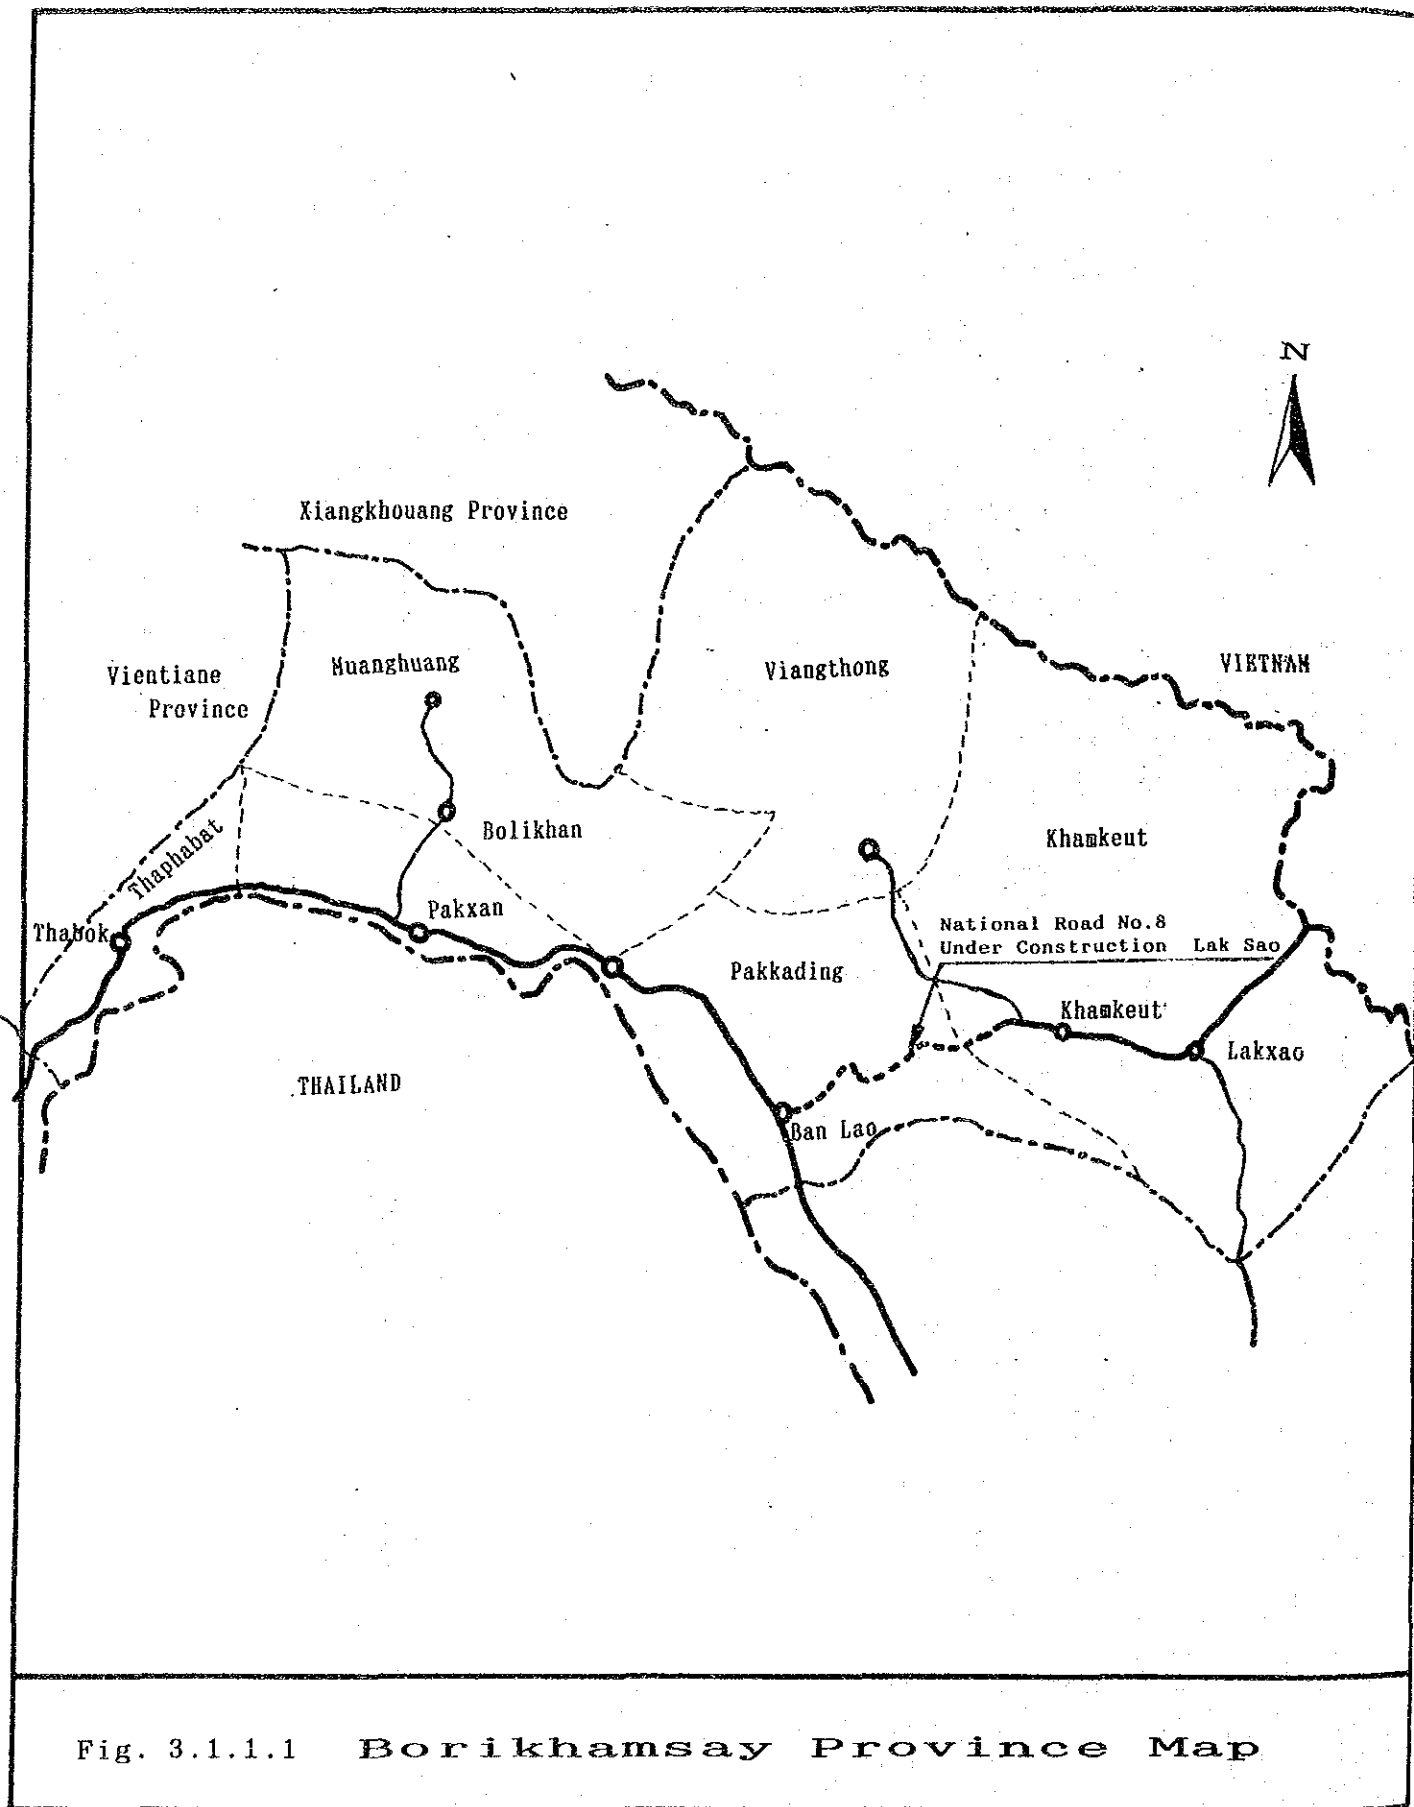 N
Xiangkhouang Province
Vientiane
Province
Muanghuang
Viangthong
VIETNAM
Thaphabat
Bolikhan
Khamkeut
Thabok
Pakxan
National Road No.8
Under Construction Lak Sao
Pakkading
Khamkeut
Lakxao
THAILAND
Ban Lao
Fig. 3.1.1.1 Borikhamsay Province Map